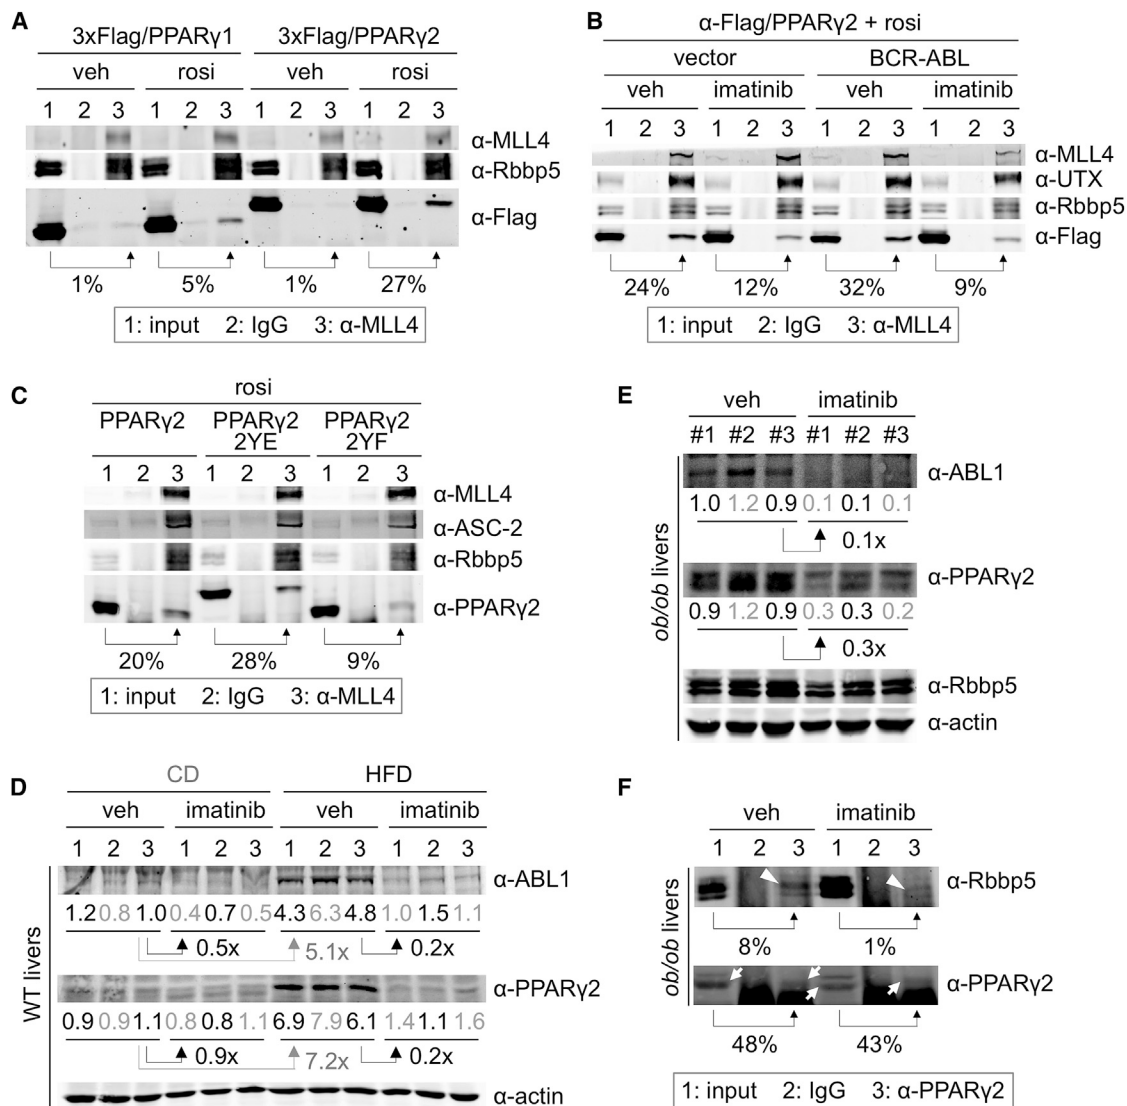 A
3xFlag/PPARγ1 3xFlag/PPARγ2
veh rosi veh rosi
1 2 3 1 2 3 1 2 3 1 2 3
α-MLL4
α-Rbbp5
α-Flag
1% 5% 1% 27%
1: input 2: IgG 3: α-MLL4
B
α-Flag/PPARγ2 + rosi
vector BCR-ABL
veh imatinib veh imatinib
1 2 3 1 2 3 1 2 3 1 2 3
α-MLL4
α-UTX
α-Rbbp5
α-Flag
24% 12% 32% 9%
1: input 2: IgG 3: α-MLL4
C
rosi
PPARγ2 PPARγ2 PPARγ2
2YE 2YF
1 2 3 1 2 3 1 2 3
α-MLL4
α-ASC-2
α-Rbbp5
α-PPARγ2
20% 28% 9%
1: input 2: IgG 3: α-MLL4
D
CD HFD
veh imatinib veh imatinib
1 2 3 1 2 3 1 2 3 1 2 3
WT livers
α-ABL1
1.2 0.8 1.0 0.4 0.7 0.5 4.3 6.3 4.8 1.0 1.5 1.1
0.5x 5.1x 0.2x
α-PPARγ2
0.9 0.9 1.1 0.8 0.8 1.1 6.9 7.9 6.1 1.4 1.1 1.6
0.9x 7.2x 0.2x
α-actin
E
veh imatinib
#1 #2 #3 #1 #2 #3
ob/ob livers
α-ABL1
1.0 1.2 0.9 0.1 0.1 0.1
0.1x
α-PPARγ2
0.9 1.2 0.9 0.3 0.3 0.2
0.3x
α-Rbbp5
α-actin
F
veh imatinib
1 2 3 1 2 3
ob/ob livers
α-Rbbp5
8% 1%
α-PPARγ2
48% 43%
1: input 2: IgG 3: α-PPARγ2